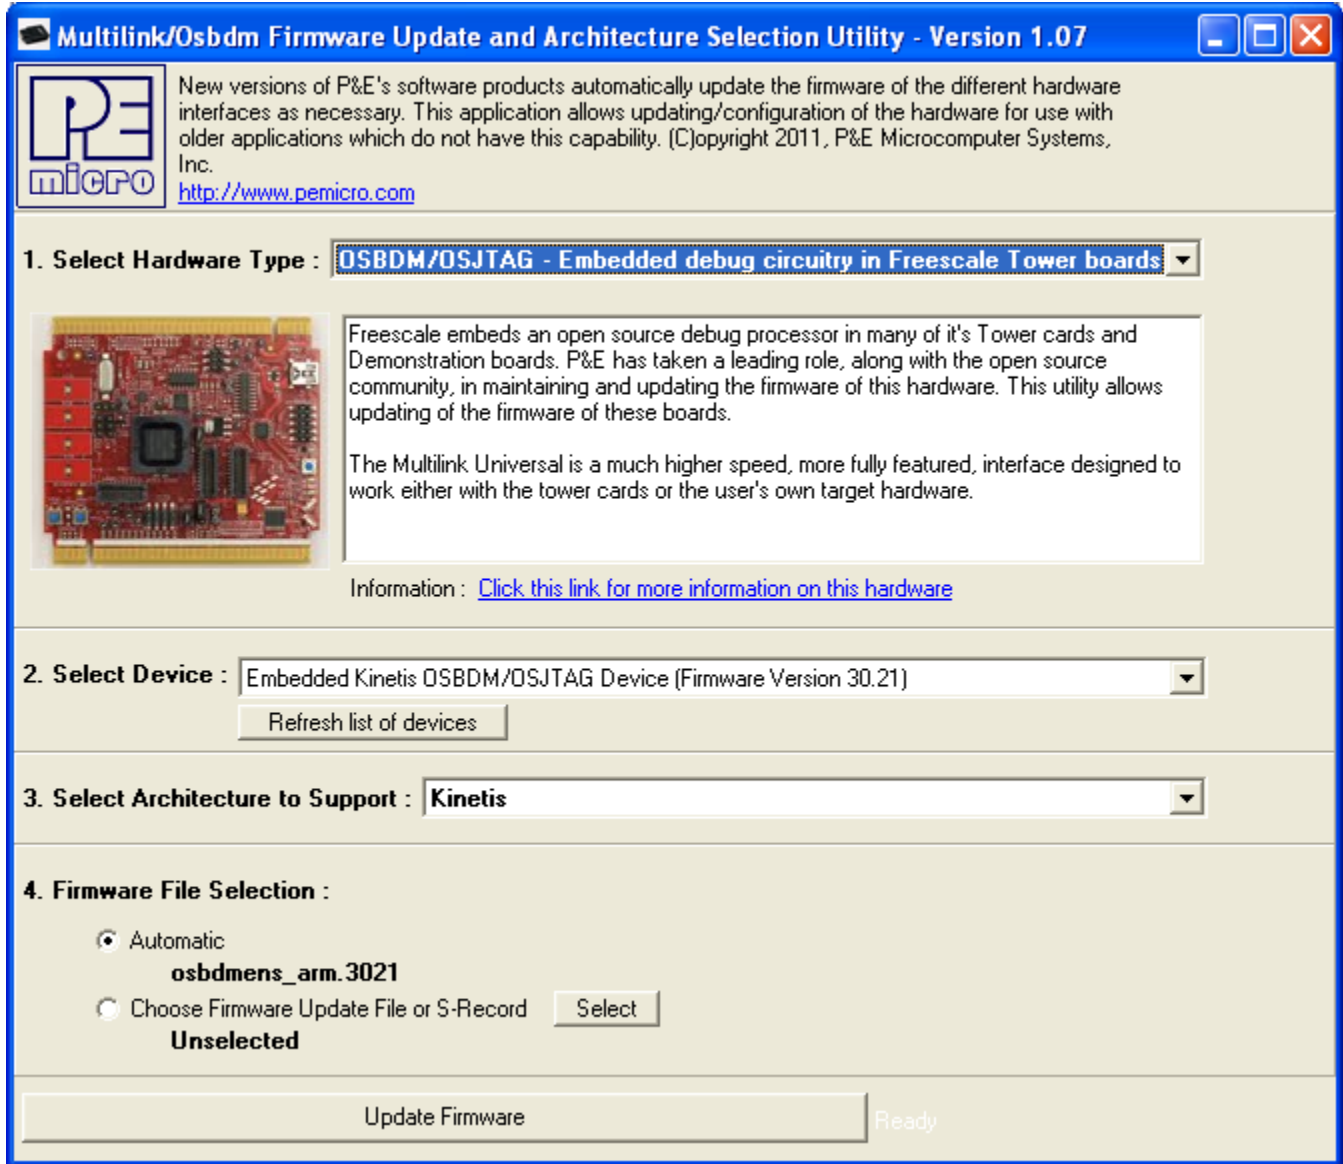 Multilink/Osbdm Firmware Update and Architecture Selection Utility - Version 1.07
PE
micro
New versions of P&E's software products automatically update the firmware of the different hardware
interfaces as necessary. This application allows updating/configuration of the hardware for use with
older applications which do not have this capability. (C)opyright 2011, P&E Microcomputer Systems,
Inc.
http://www.pemicro.com
1. Select Hardware Type : OSBDM/OSJTAG - Embedded debug circuitry in Freescale Tower boards
Freescale embeds an open source debug processor in many of it's Tower cards and
Demonstration boards. P&E has taken a leading role, along with the open source
community, in maintaining and updating the firmware of this hardware. This utility allows
updating of the firmware of these boards.
The Multilink Universal is a much higher speed, more fully featured, interface designed to
work either with the tower cards or the user's own target hardware.
Information : Click this link for more information on this hardware
2. Select Device : Embedded Kinetis OSBDM/OSJTAG Device (Firmware Version 30.21)
Refresh list of devices
3. Select Architecture to Support : Kinetis
4. Firmware File Selection :
Automatic
osbdmens_arm.3021
Choose Firmware Update File or S-Record Select
Unselected
Update Firmware Ready